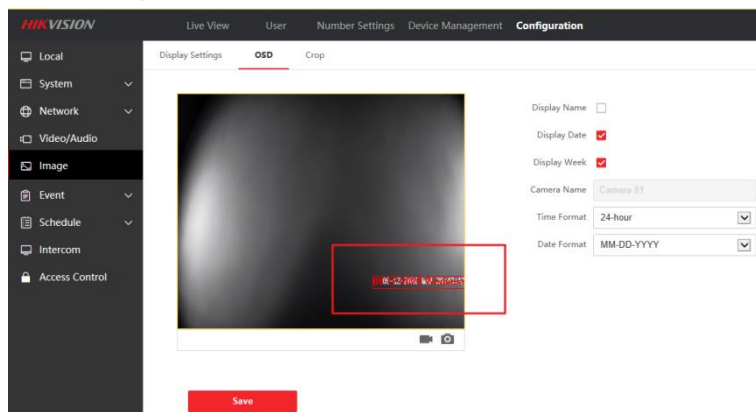 HIKVISION Live View User Number Settings Device Management Configuration
Local Display Settings OSD Crop
System
Network Display Name
Display Date
Video/Audio Display Week
Image Camera Name Camera 01
Event Time Format 24-hour
Schedule Date Format MM-DD-YYYY
Intercom
Access Control
Save